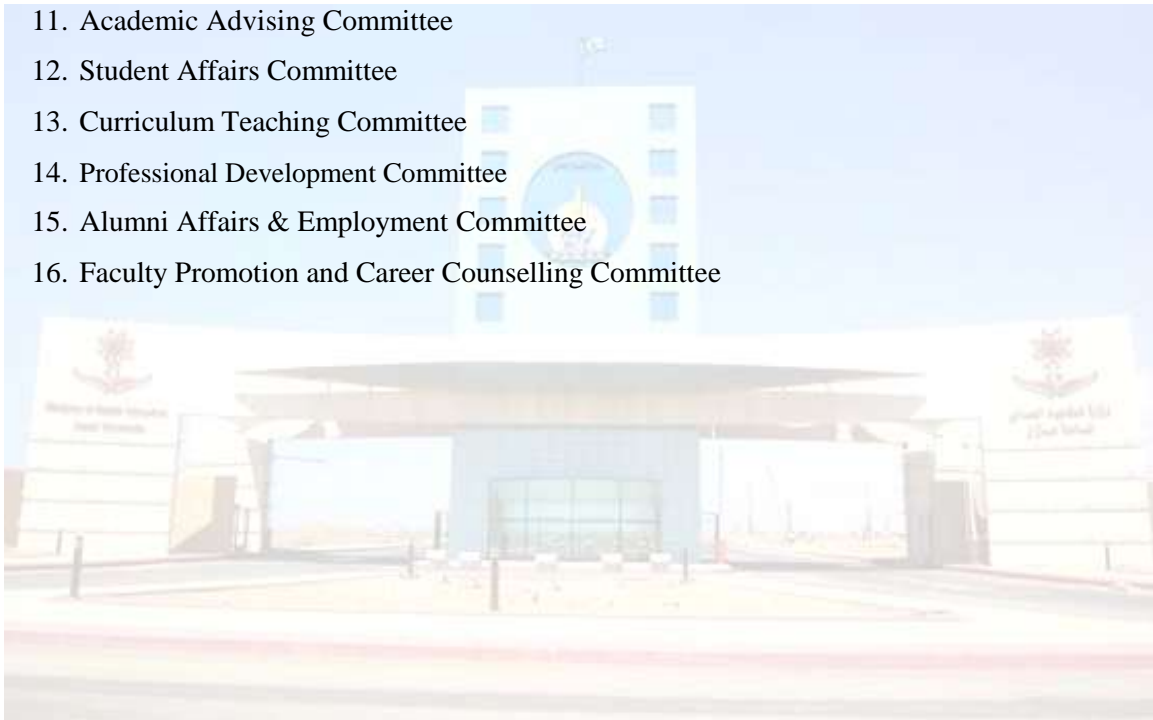 11. Academic Advising Committee
12. Student Affairs Committee
13. Curriculum Teaching Committee
14. Professional Development Committee
15. Alumni Affairs & Employment Committee
16. Faculty Promotion and Career Counselling Committee